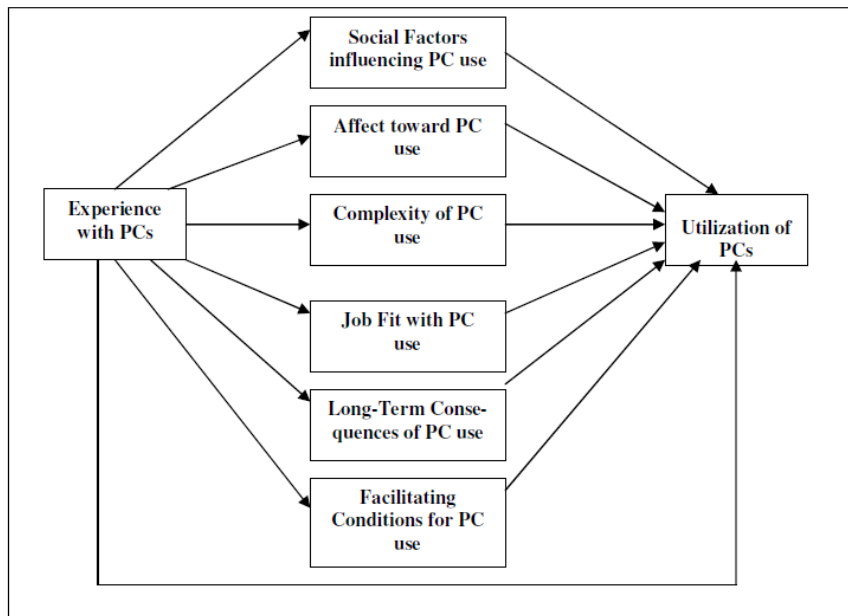 Social Factors
influencing PC use
Affect toward PC
use
Experience
with PCs
Complexity of PC
use
Utilization of
PCs
Job Fit with PC
use
Long-Term Conse-
quences of PC use
Facilitating
Conditions for PC
use